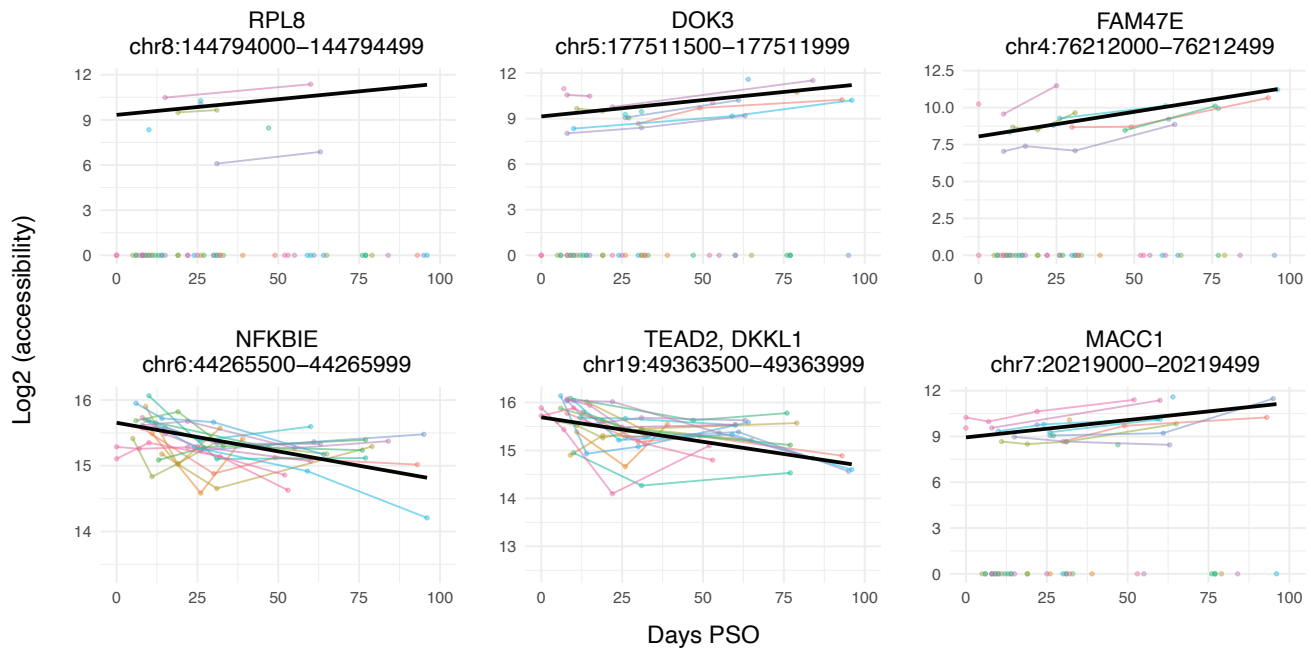 RPL8
chr8:144794000−144794499
DOK3
chr5:177511500−177511999
FAM47E
chr4:76212000−76212499
12
9
6
3
0
0 25 50 75 100
12
9
6
3
0
0 25 50 75 100
12.5
10.0
7.5
5.0
2.5
0.0
0 25 50 75 100
Log2 (accessibility)
NFKBIE
chr6:44265500−44265999
TEAD2, DKKL1
chr19:49363500−49363999
MACC1
chr7:20219000−20219499
16
15
14
0 25 50 75 100
16
15
14
13
0 25 50 75 100
12
9
6
3
0
0 25 50 75 100
Days PSO